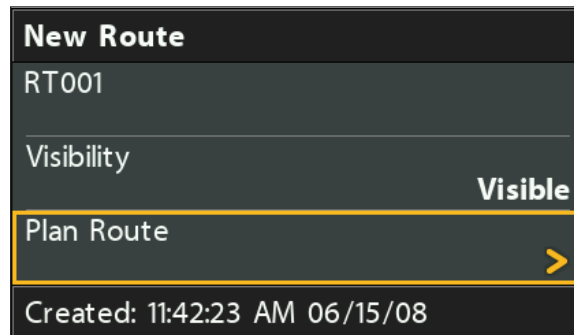 New Route
RT001
Visibility
Visible
Plan Route
>
Created: 11:42:23 AM 06/15/08